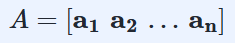 A = [a₁ a₂ … aₙ]